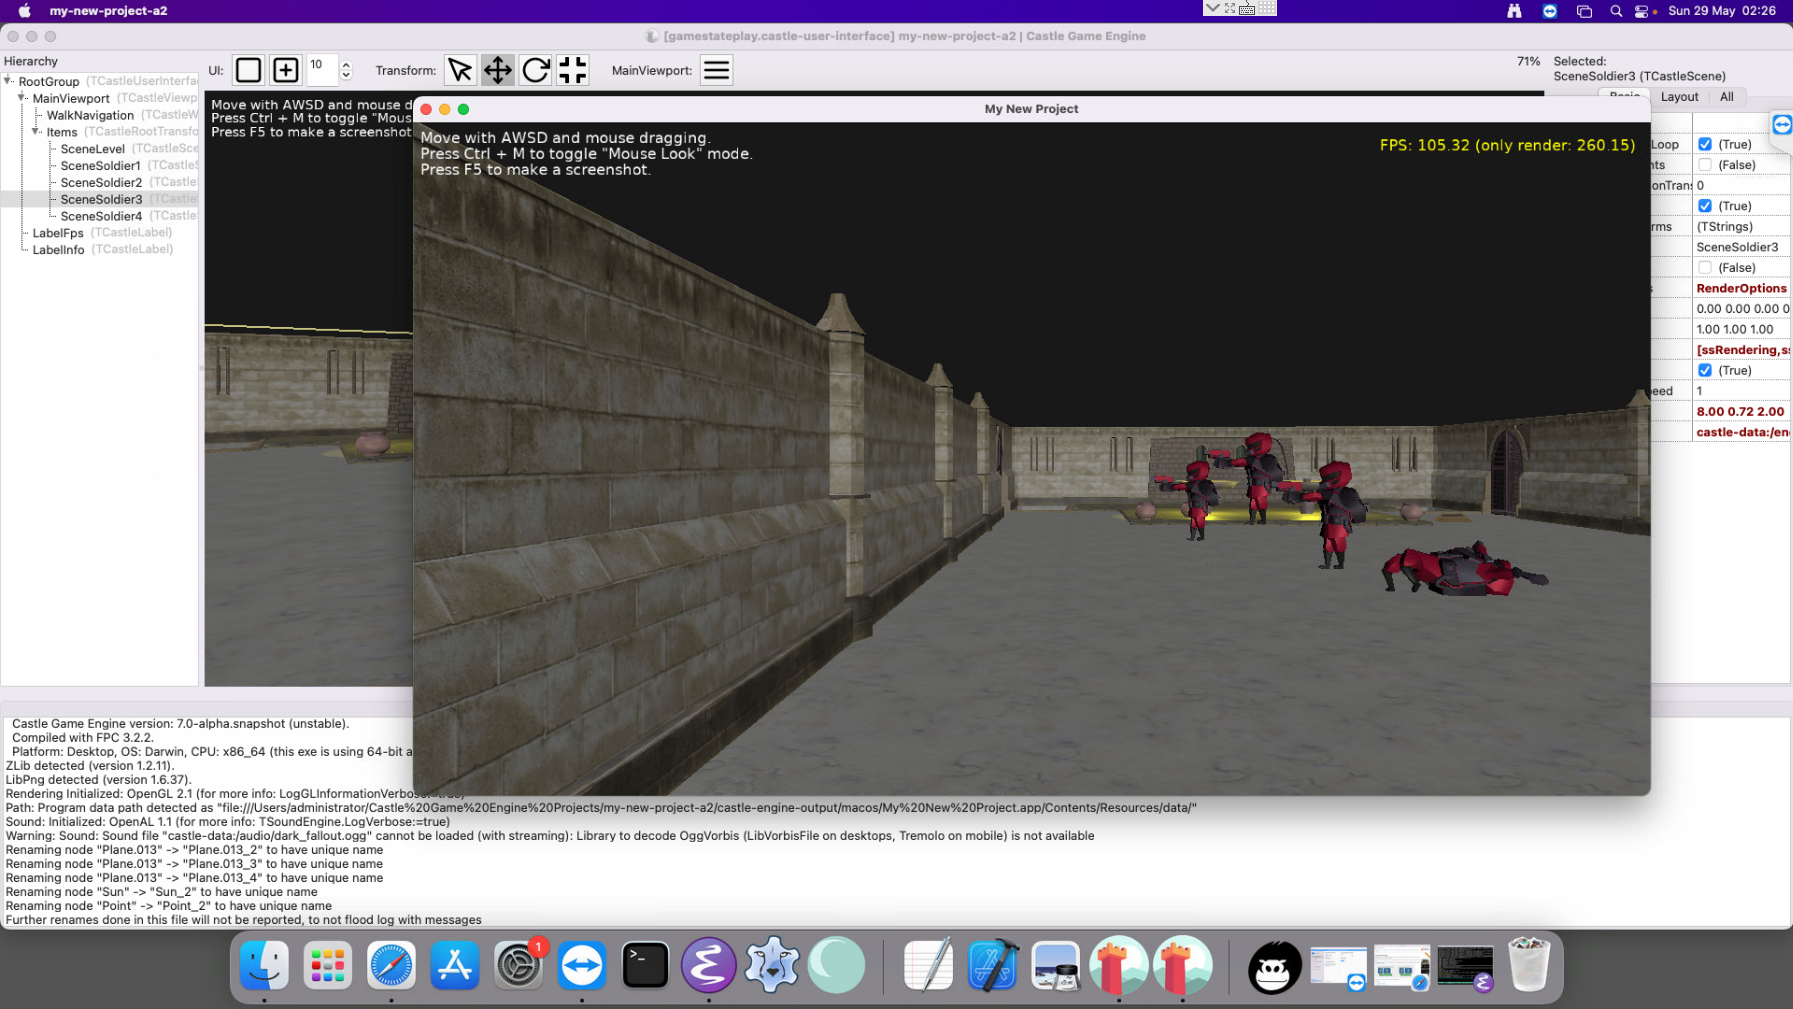 my-new-project-a2
Sun 29 May 02:26
[gamestateplay.castle-user-interface] my-new-project-a2 | Castle Game Engine
Hierarchy
RootGroup (TCastleUserInterfa
MainViewport (TCastleViewp
WalkNavigation (TCastleW
Items (TCastleRootTransfo
SceneLevel (TCastleSce
SceneSoldier1 (TCastleS
SceneSoldier2 (TCastleS
SceneSoldier3 (TCastleS
SceneSoldier4 (TCastleS
LabelFps (TCastleLabel)
LabelInfo (TCastleLabel)
UI: 10 Transform: MainViewport:
71%
Selected:
SceneSoldier3 (TCastleScene)
Basic Layout All
Move with AWSD and mouse d
Press Ctrl + M to toggle "Mous
Press F5 to make a screenshot
My New Project
Move with AWSD and mouse dragging.
Press Ctrl + M to toggle "Mouse Look" mode.
Press F5 to make a screenshot.
FPS: 105.32 (only render: 260.15)
Loop (True)
nts (False)
onTrans 0
(True)
rms (TStrings)
SceneSoldier3
(False)
s RenderOptions
0.00 0.00 0.00 0
1.00 1.00 1.00
[ssRendering,ss
(True)
eed 1
8.00 0.72 2.00
castle-data:/en
Castle Game Engine version: 7.0-alpha.snapshot (unstable).
Compiled with FPC 3.2.2.
Platform: Desktop, OS: Darwin, CPU: x86_64 (this exe is using 64-bit a
ZLib detected (version 1.2.11).
LibPng detected (version 1.6.37).
Rendering Initialized: OpenGL 2.1 (for more info: LogGLInformationVerbose:=true)
Path: Program data path detected as "file:///Users/administrator/Castle%20Game%20Engine%20Projects/my-new-project-a2/castle-engine-output/macos/My%20New%20Project.app/Contents/Resources/data/"
Sound: Initialized: OpenAL 1.1 (for more info: TSoundEngine.LogVerbose:=true)
Warning: Sound: Sound file "castle-data:/audio/dark_fallout.ogg" cannot be loaded (with streaming): Library to decode OggVorbis (LibVorbisFile on desktops, Tremolo on mobile) is not available
Renaming node "Plane.013" -> "Plane.013_2" to have unique name
Renaming node "Plane.013" -> "Plane.013_3" to have unique name
Renaming node "Plane.013" -> "Plane.013_4" to have unique name
Renaming node "Sun" -> "Sun_2" to have unique name
Renaming node "Point" -> "Point_2" to have unique name
Further renames done in this file will not be reported, to not flood log with messages
1
>_